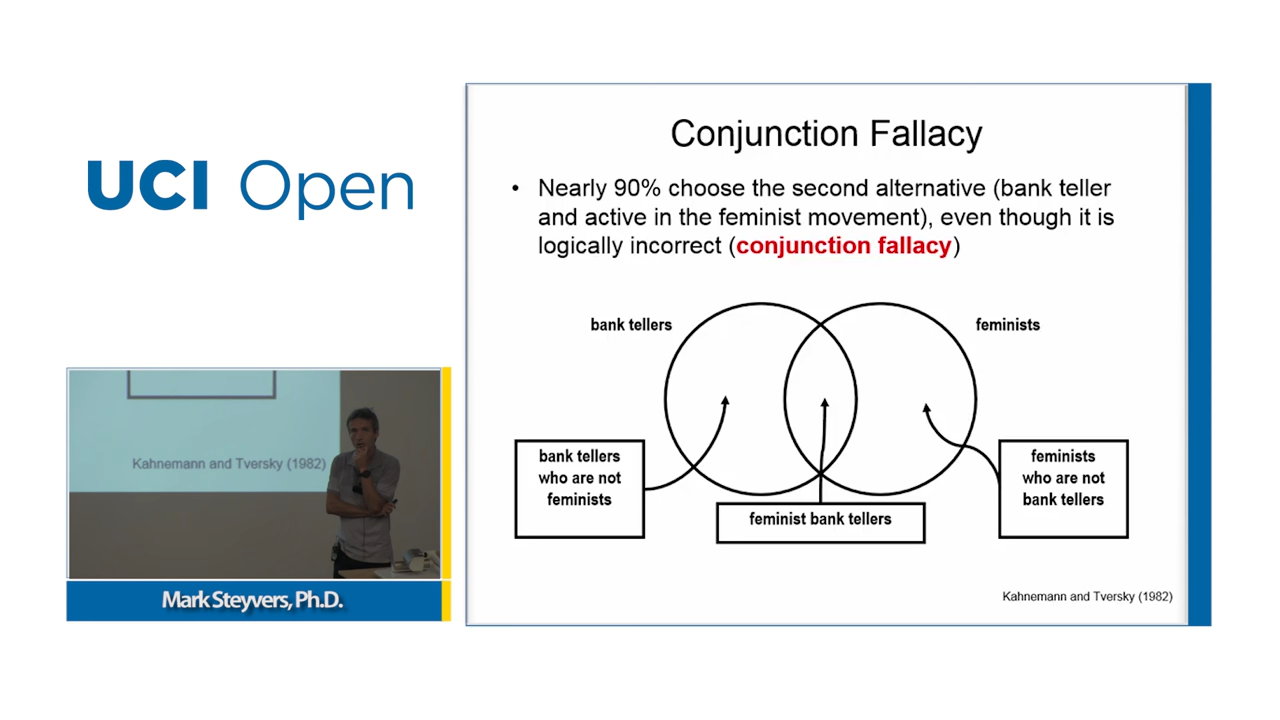 UCI Open
Conjunction Fallacy
• Nearly 90% choose the second alternative (bank teller
and active in the feminist movement), even though it is
logically incorrect (conjunction fallacy)
bank tellers
feminists
bank tellers
who are not
feminists
feminist bank tellers
feminists
who are not
bank tellers
Kahnemann and Tversky (1982)
Kahnemann and Tversky (1982)
Mark Steyvers, Ph.D.